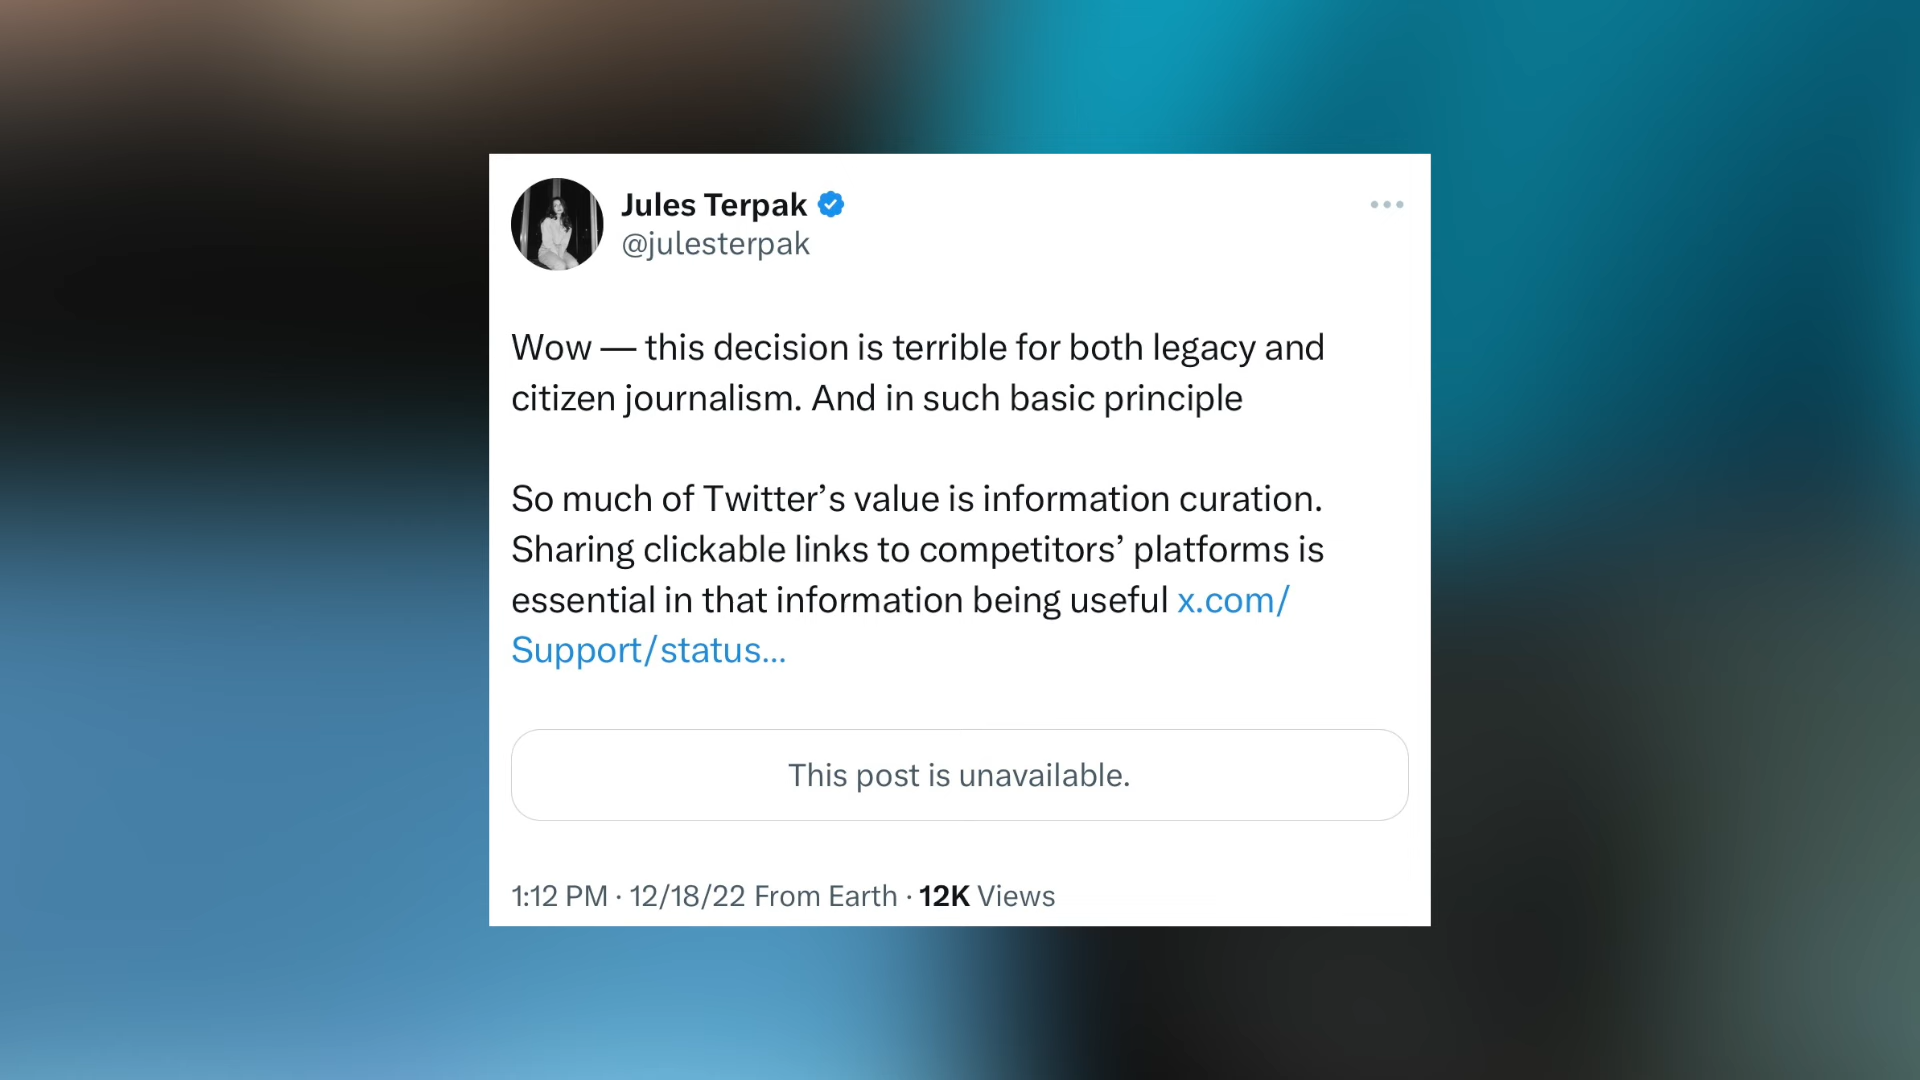 Jules Terpak
@julesterpak
Wow — this decision is terrible for both legacy and
citizen journalism. And in such basic principle
So much of Twitter’s value is information curation.
Sharing clickable links to competitors’ platforms is
essential in that information being useful x.com/
Support/status...
This post is unavailable.
1:12 PM · 12/18/22 From Earth · 12K Views